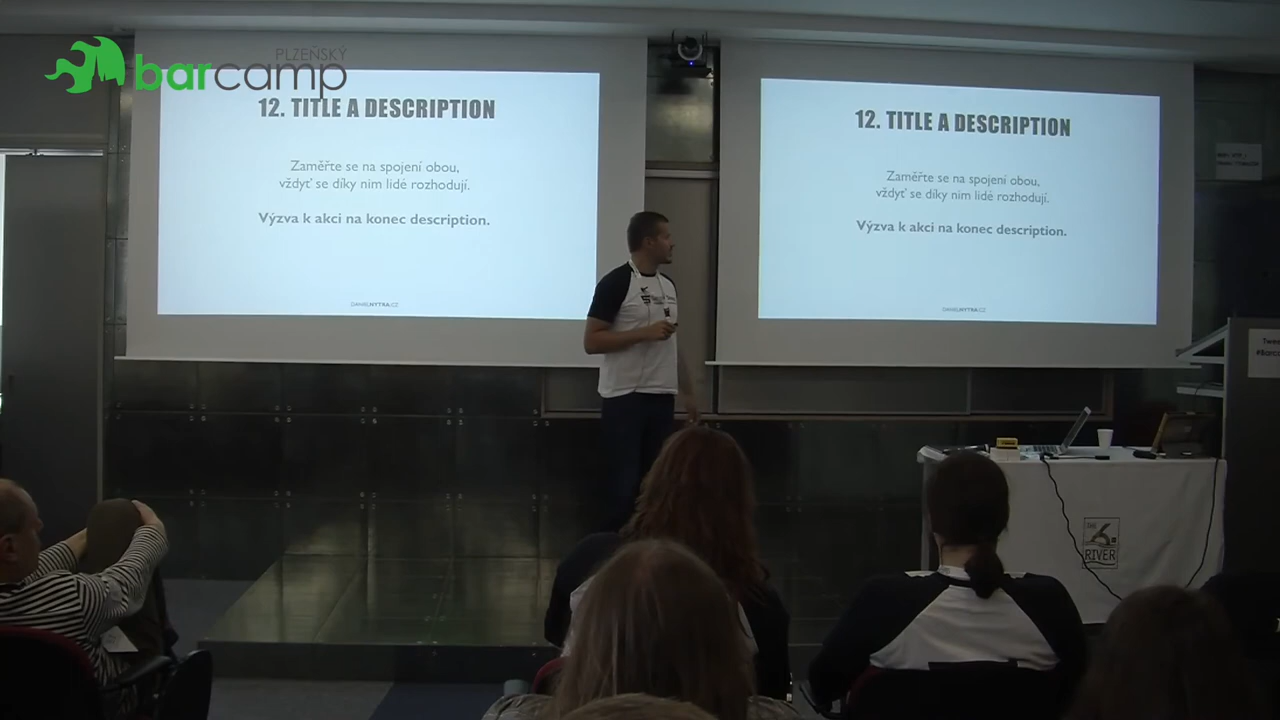 PLZEŇSKÝ
barcamp
12. TITLE A DESCRIPTION
Zaměřte se na spojení obou,
vždyť se díky nim lidé rozhodují.
Výzva k akci na konec description.
DANIELNYTRA.CZ
12. TITLE A DESCRIPTION
Zaměřte se na spojení obou,
vždyť se díky nim lidé rozhodují.
Výzva k akci na konec description.
DANIELNYTRA.CZ
RIVER